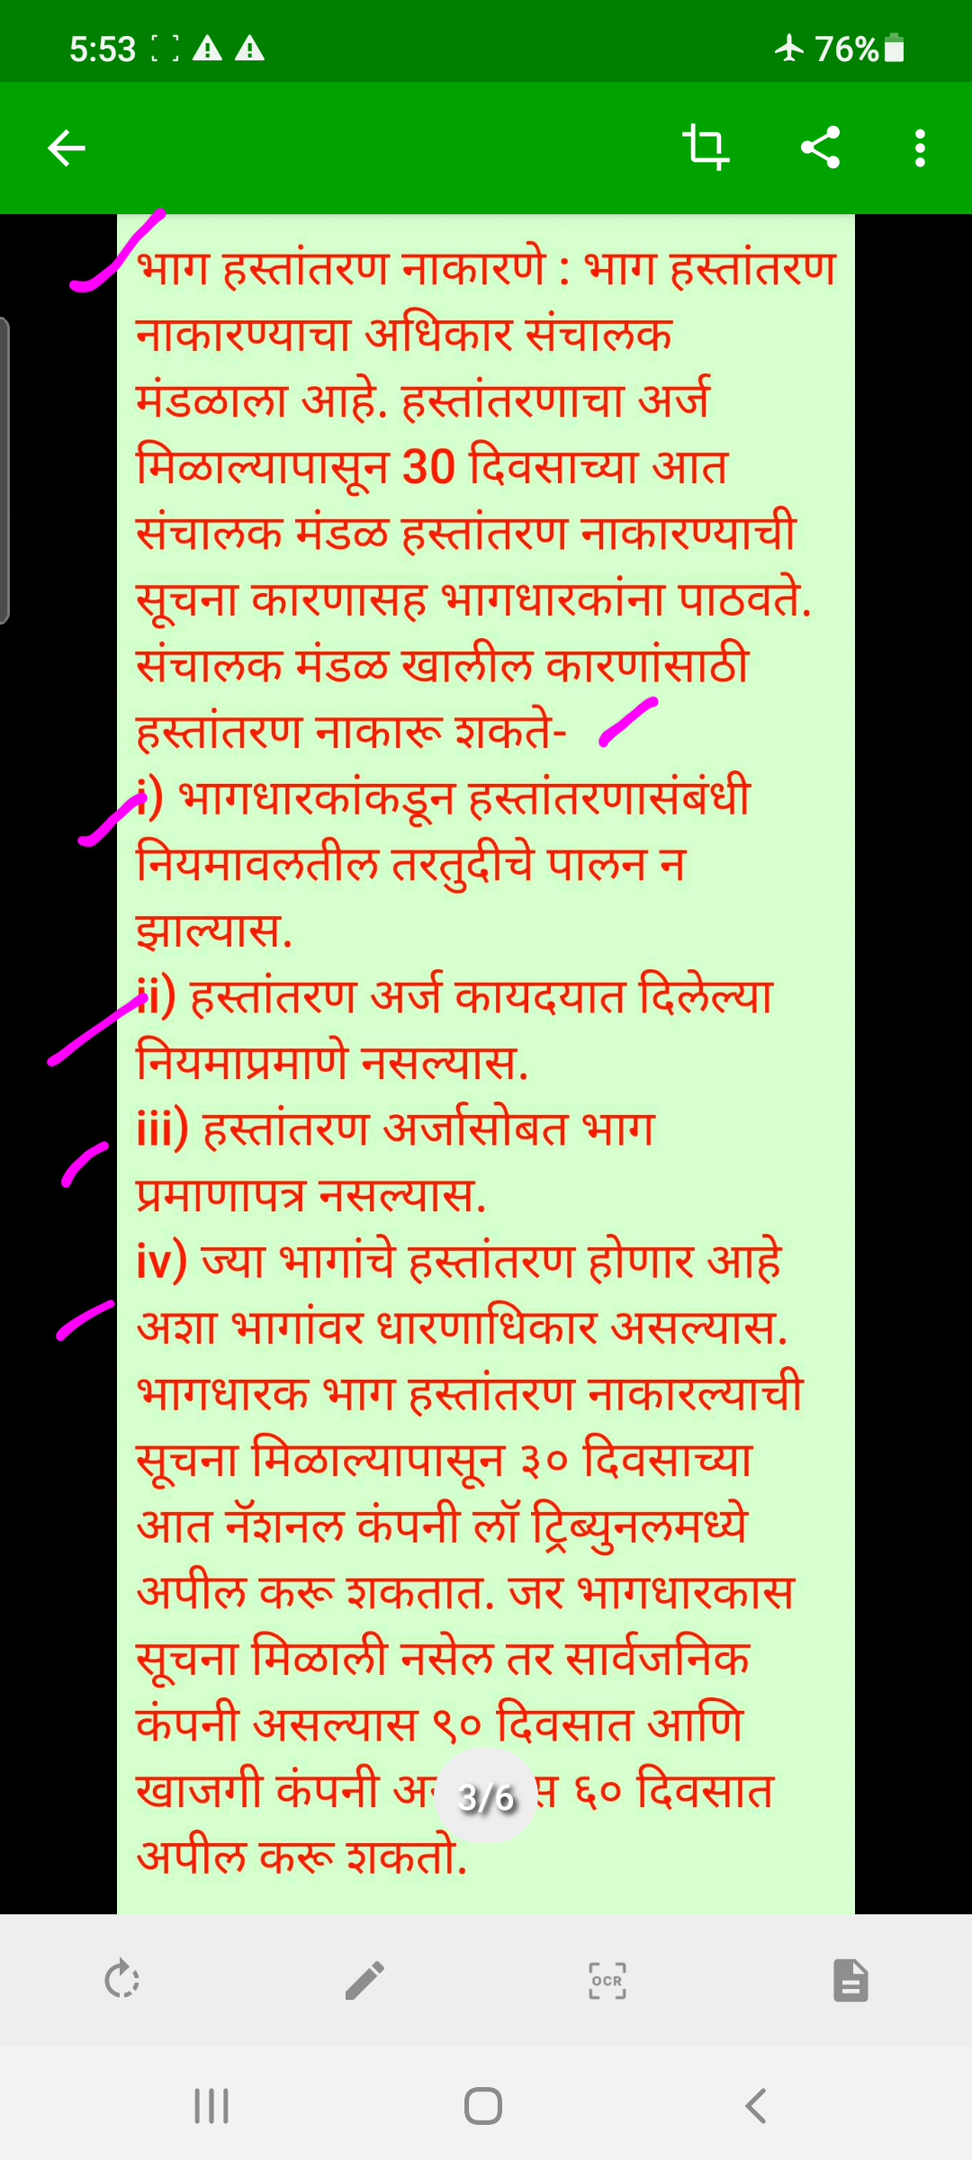 5:53
76%
भाग हस्तांतरण नाकारणे : भाग हस्तांतरण
नाकारण्याचा अधिकार संचालक
मंडळाला आहे. हस्तांतरणाचा अर्ज
मिळाल्यापासून 30 दिवसाच्या आत
संचालक मंडळ हस्तांतरण नाकारण्याची
सूचना कारणासह भागधारकांना पाठवते.
संचालक मंडळ खालील कारणांसाठी
हस्तांतरण नाकारू शकते-
i) भागधारकांकडून हस्तांतरणासंबंधी
नियमावलतील तरतुदीचे पालन न
झाल्यास.
ii) हस्तांतरण अर्ज कायदयात दिलेल्या
नियमाप्रमाणे नसल्यास.
iii) हस्तांतरण अर्जासोबत भाग
प्रमाणापत्र नसल्यास.
iv) ज्या भागांचे हस्तांतरण होणार आहे
अशा भागांवर धारणाधिकार असल्यास.
भागधारक भाग हस्तांतरण नाकारल्याची
सूचना मिळाल्यापासून ३० दिवसाच्या
आत नॅशनल कंपनी लॉ ट्रिब्युनलमध्ये
अपील करू शकतात. जर भागधारकास
सूचना मिळाली नसेल तर सार्वजनिक
कंपनी असल्यास ९० दिवसात आणि
खाजगी कंपनी ६० दिवसात
3/6
अपील करू शकतो.
OCR